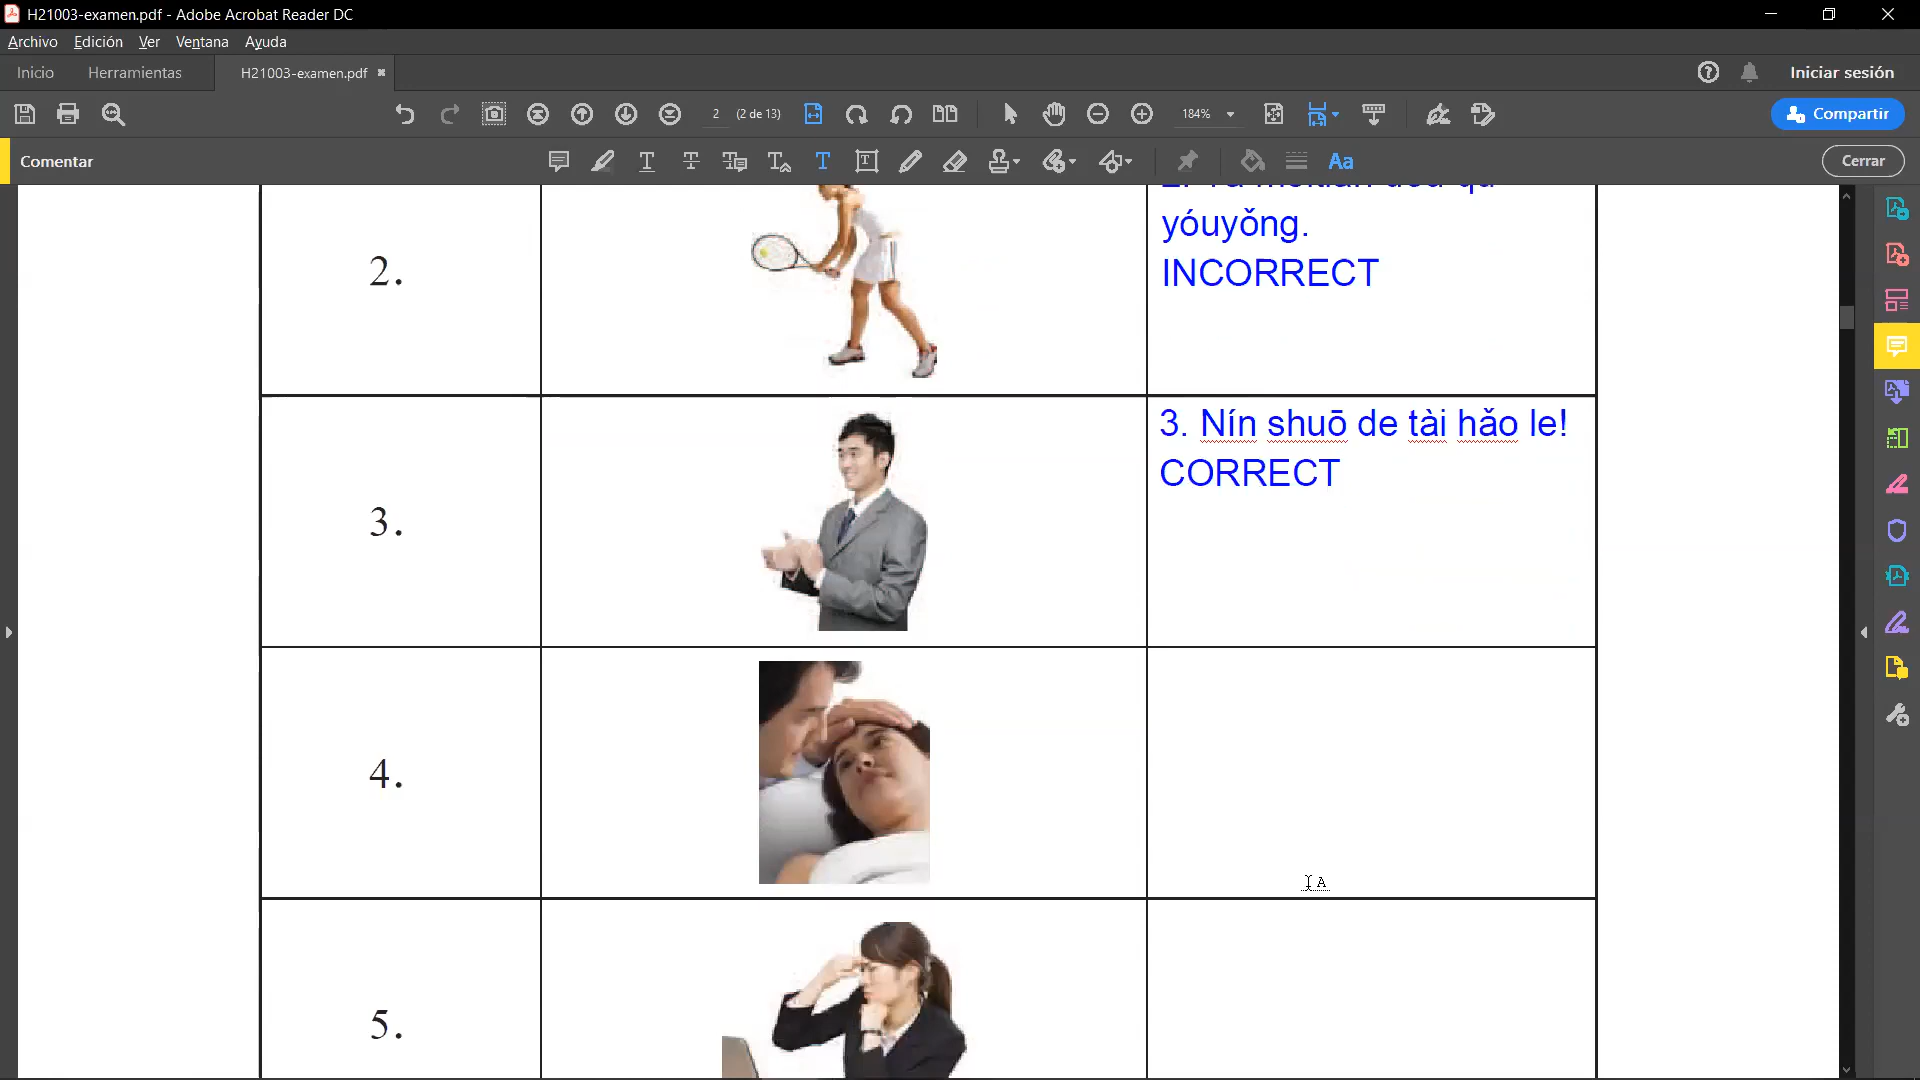 H21003-examen.pdf - Adobe Acrobat Reader DC
Archivo Edición Ver Ventana Ayuda
Inicio Herramientas H21003-examen.pdf Iniciar sesión
2 (2 de 13) 184% Compartir
Comentar Cerrar
2.
yóuyǒng.
INCORRECT
3.
3. Nín shuō de tài hǎo le!
CORRECT
4.
5.